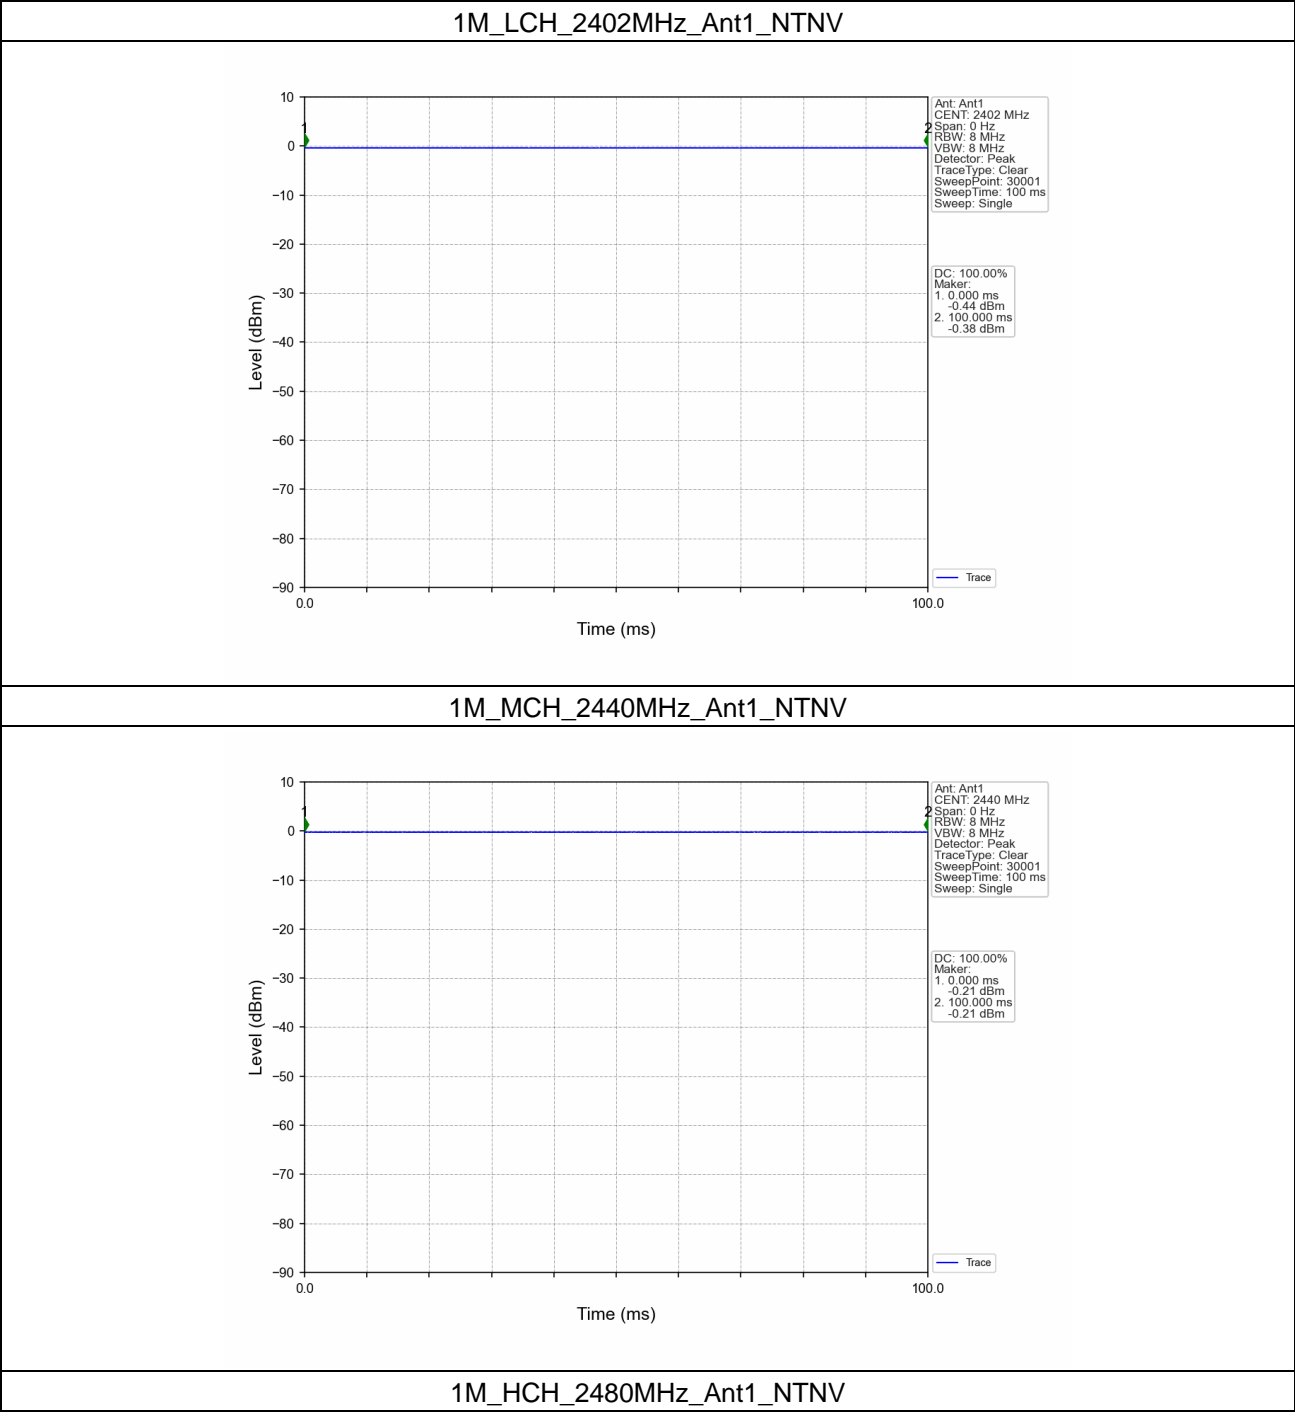 1M_LCH_2402MHz_Ant1_NTNV
10
0
−10
−20
−30
−40
−50
−60
−70
−80
−90
Level (dBm)
1
2
0.0
100.0
Time (ms)
Ant: Ant1
CENT: 2402 MHz
Span: 0 Hz
RBW: 8 MHz
VBW: 8 MHz
Detector: Peak
TraceType: Clear
SweepPoint: 30001
SweepTime: 100 ms
Sweep: Single
DC: 100.00%
Maker:
1. 0.000 ms
-0.44 dBm
2. 100.000 ms
-0.38 dBm
Trace
1M_MCH_2440MHz_Ant1_NTNV
10
0
−10
−20
−30
−40
−50
−60
−70
−80
−90
Level (dBm)
1
2
0.0
100.0
Time (ms)
Ant: Ant1
CENT: 2440 MHz
Span: 0 Hz
RBW: 8 MHz
VBW: 8 MHz
Detector: Peak
TraceType: Clear
SweepPoint: 30001
SweepTime: 100 ms
Sweep: Single
DC: 100.00%
Maker:
1. 0.000 ms
-0.21 dBm
2. 100.000 ms
-0.21 dBm
Trace
1M_HCH_2480MHz_Ant1_NTNV